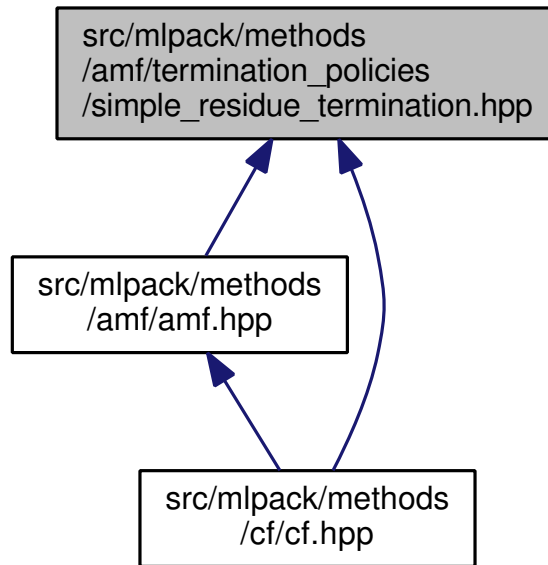 src/mlpack/methods
/amf/termination_policies
/simple_residue_termination.hpp
src/mlpack/methods
/amf/amf.hpp
src/mlpack/methods
/cf/cf.hpp